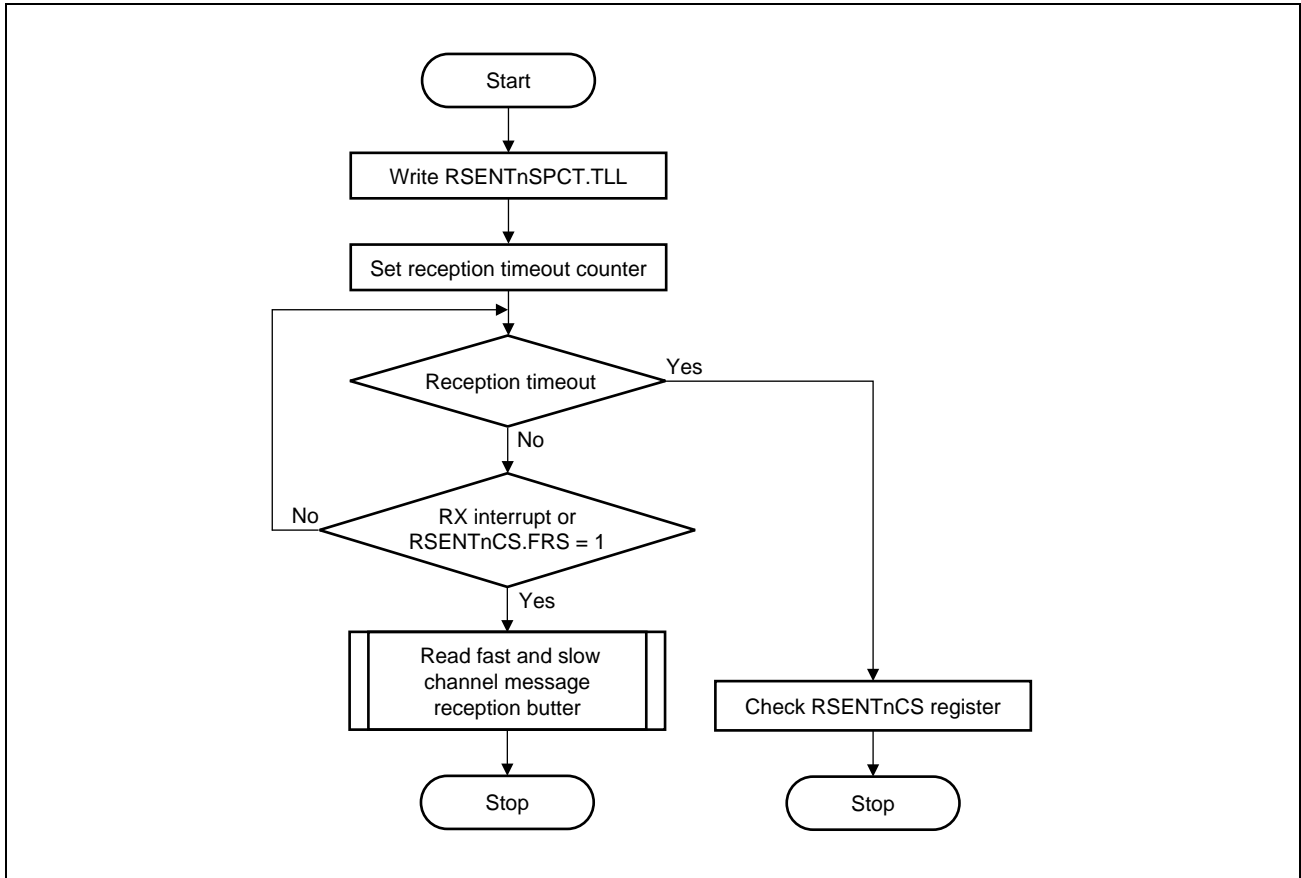 Start
Write RSENTnSPCT.TLL
Set reception timeout counter
Reception timeout
Yes
No
No
RX interrupt or
RSENTnCS.FRS = 1
Yes
Read fast and slow
channel message
reception butter
Check RSENTnCS register
Stop
Stop